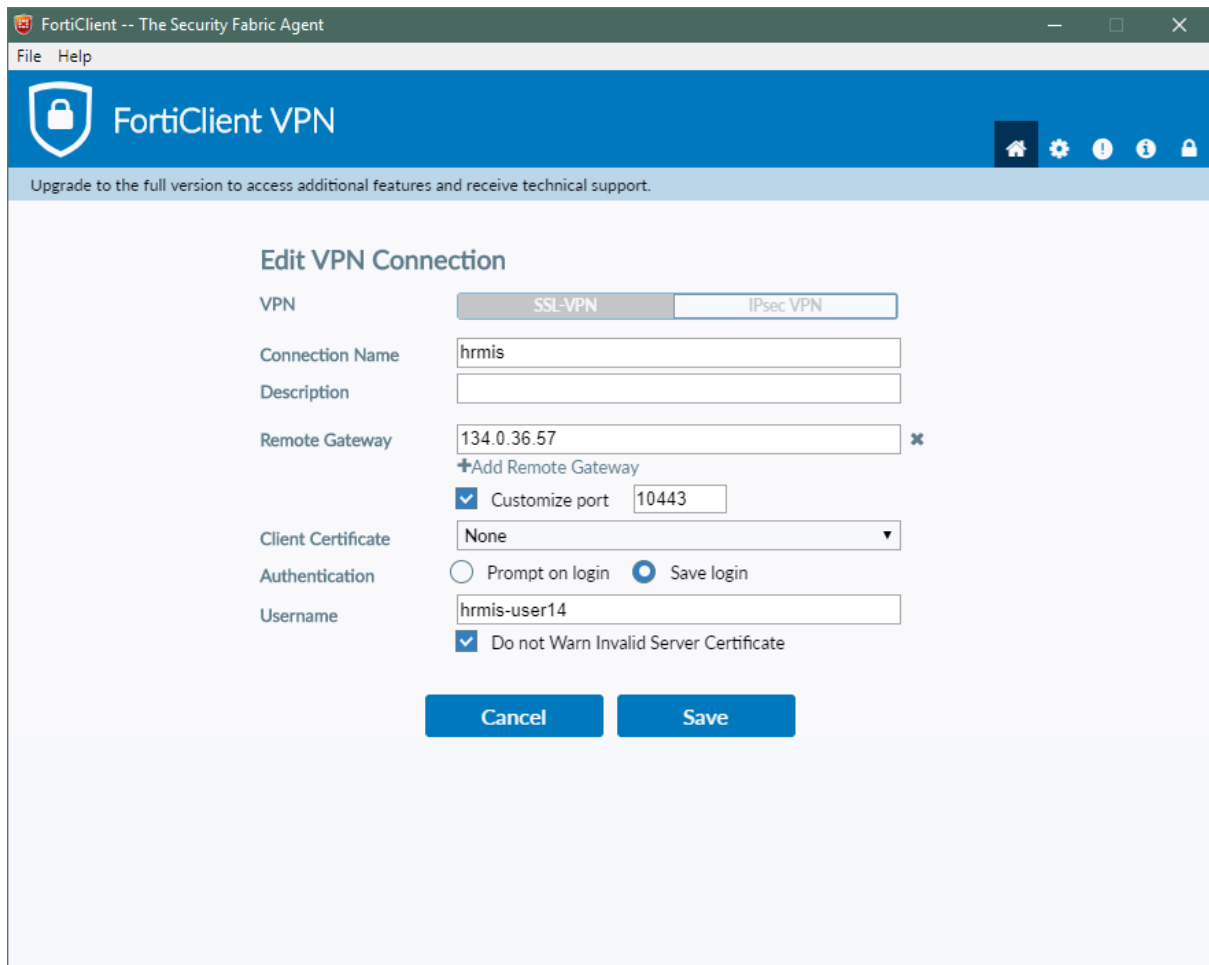 FortiClient -- The Security Fabric Agent
File Help
FortiClient VPN
Upgrade to the full version to access additional features and receive technical support.
Edit VPN Connection
VPN SSL-VPN IPsec VPN
Connection Name hrmis
Description
Remote Gateway 134.0.36.57
+Add Remote Gateway
Customize port 10443
Client Certificate None
Authentication Prompt on login Save login
Username hrmis-user14
Do not Warn Invalid Server Certificate
Cancel Save